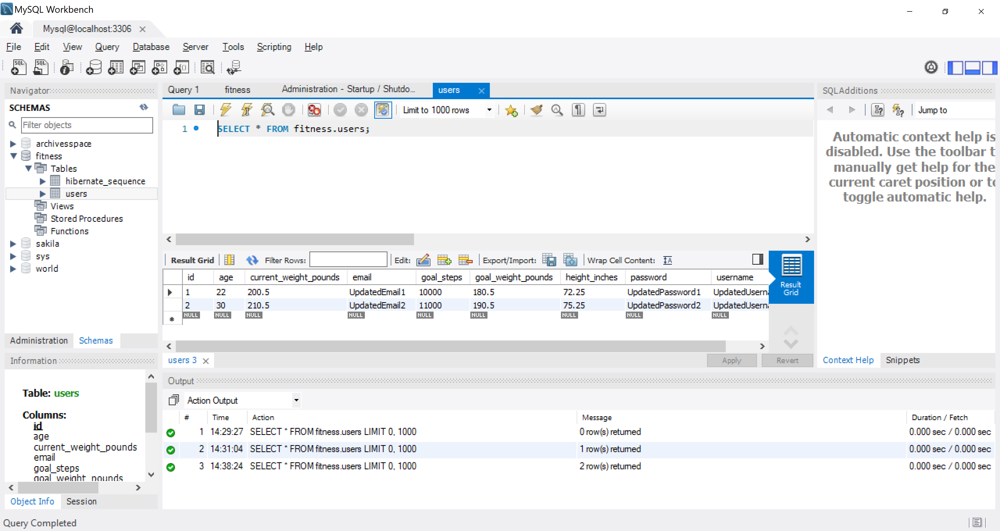 MySQL Workbench
Mysql@localhost:3306
File Edit View Query Database Server Tools Scripting Help
Navigator
SCHEMAS
Filter objects
archivesspace
fitness
Tables
hibernate_sequence
users
Views
Stored Procedures
Functions
sakila
sys
world
Administration Schemas
Information
Table: users
Columns:
id
age
current_weight_pounds
email
goal_steps
goal_weight_pounds
Object Info Session
Query 1 fitness Administration - Startup / Shutdo... users
Limit to 1000 rows
1 SELECT * FROM fitness.users;
Result Grid Filter Rows: Edit: Export/Import: Wrap Cell Content:
id age current_weight_pounds email goal_steps goal_weight_pounds height_inches password username
1 22 200.5 UpdatedEmail1 10000 180.5 72.25 UpdatedPassword1 UpdatedUserna
2 30 210.5 UpdatedEmail2 11000 190.5 75.25 UpdatedPassword2 UpdatedUserna
NULL NULL NULL NULL NULL NULL NULL NULL NULL
Result
Grid
users 3 Apply Revert
SQLAdditions
Jump to
Automatic context help is
disabled. Use the toolbar t
manually get help for the
current caret position or to
toggle automatic help.
Context Help Snippets
Output
Action Output
# Time Action Message Duration / Fetch
1 14:29:27 SELECT * FROM fitness.users LIMIT 0, 1000 0 row(s) returned 0.000 sec / 0.000 sec
2 14:31:04 SELECT * FROM fitness.users LIMIT 0, 1000 1 row(s) returned 0.000 sec / 0.000 sec
3 14:38:24 SELECT * FROM fitness.users LIMIT 0, 1000 2 row(s) returned 0.000 sec / 0.000 sec
Query Completed